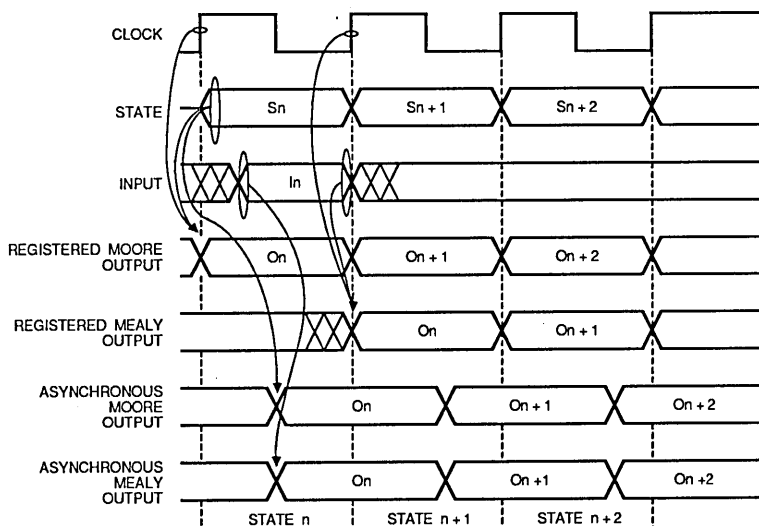 CLOCK
STATE
Sn
Sn + 1
Sn + 2
INPUT
In
REGISTERED MOORE
OUTPUT
On
On + 1
On + 2
REGISTERED MEALY
OUTPUT
On
On + 1
ASYNCHRONOUS
MOORE
OUTPUT
On
On + 1
On + 2
ASYNCHRONOUS
MEALY
OUTPUT
On
On +1
On +2
STATE n
STATE n + 1
STATE n + 2